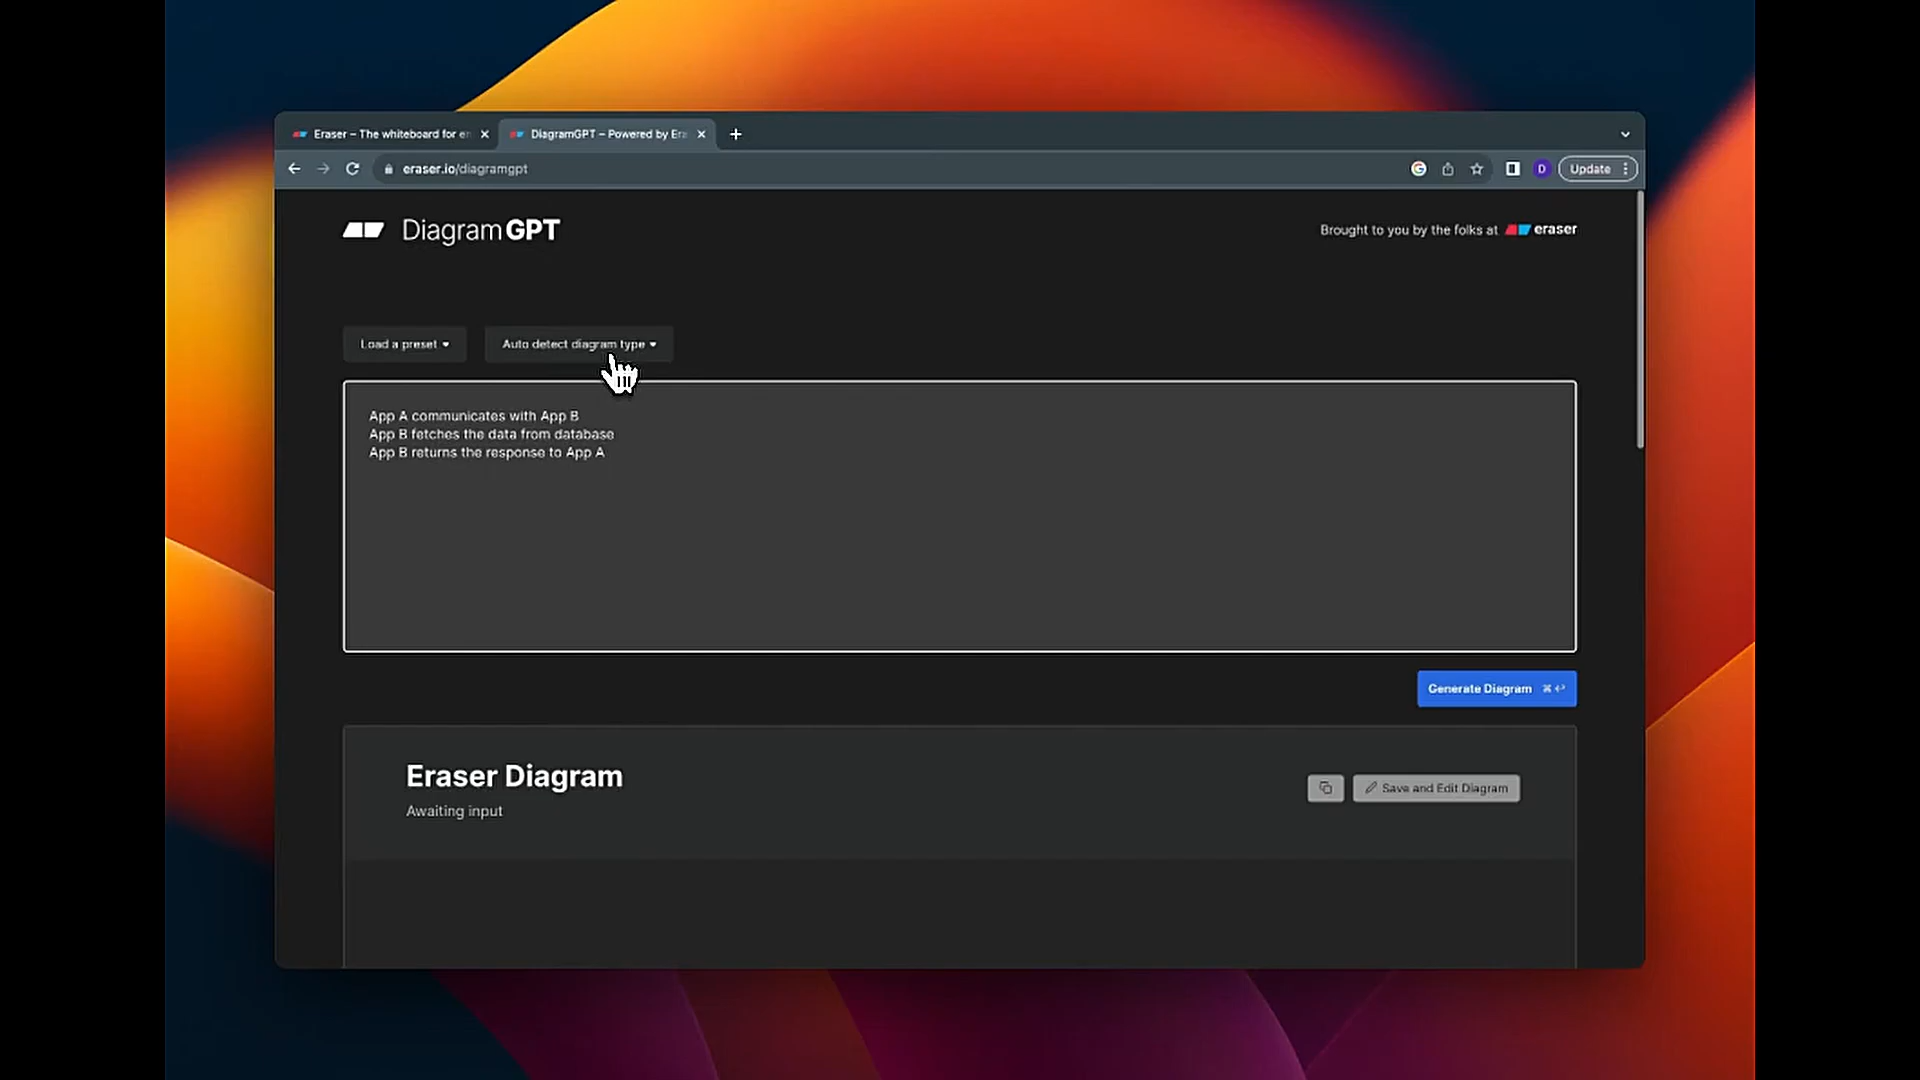 Eraser – The whiteboard for en
DiagramGPT – Powered by Era
eraser.io/diagramgpt
D
Update
DiagramGPT
Brought to you by the folks at eraser
Load a preset
Auto detect diagram type
App A communicates with App B
App B fetches the data from database
App B returns the response to App A
Generate Diagram ⌘ ↵
Eraser Diagram
Awaiting input
Save and Edit Diagram